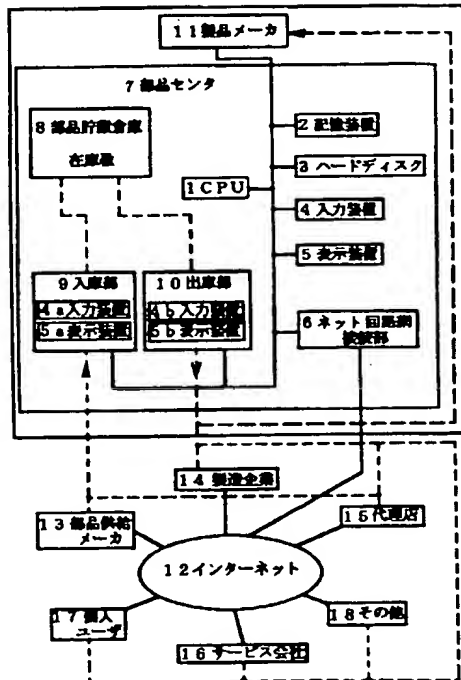 11製品メーカ
7部品センタ
8部品貯蔵倉庫
在庫数
2記憶装置
3ハードディスク
1CPU
4入力装置
5表示装置
9入庫部
4a入力装置
5a表示装置
10出庫部
4b入力装置
5b表示装置
6ネット回路網
接続部
14製造企業
13部品供給
メーカ
15代理店
12インターネット
17個人
ユーザ
18その他
16サービス会社